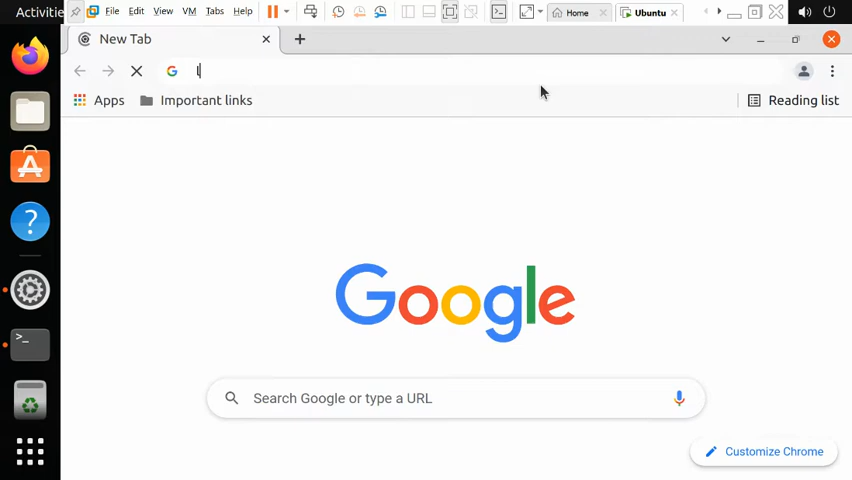 Activities File Edit View VM Tabs Help Home Ubuntu
New Tab
l
Apps Important links Reading list
Google
Search Google or type a URL
Customize Chrome